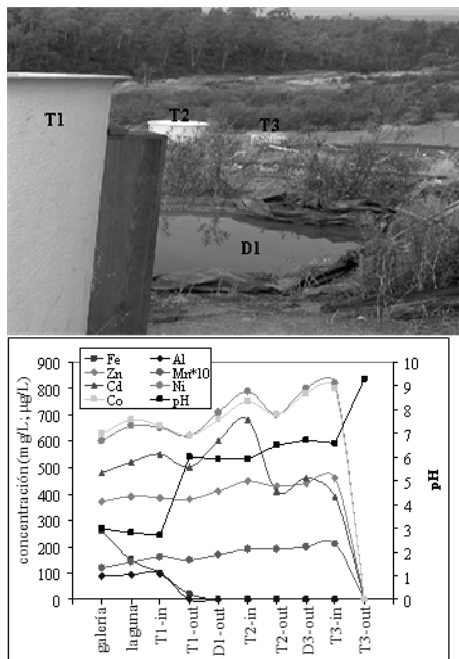 T1
T2
T3
D1
900
800
700
600
500
400
300
200
100
0
concentración (mg/L; µg/L)
Fe
Al
Zn
Mn*10
Cd
Ni
Co
pH
10
9
8
7
6
5
4
3
2
1
0
pH
galería
laguna
T1-in
T1-out
D1-out
T2-in
T2-out
D3-out
T3-in
T3-out